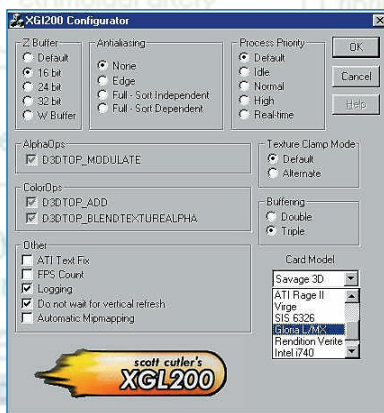 XGl200 Configurator
Z Buffer
Default
16 bit
24 bit
32 bit
W Buffer
Antialiasing
None
Edge
Full - Sort Independent
Full - Sort Dependent
Process Priority
Default
Idle
Normal
High
Real-time
OK
Cancel
Help
AlphaOps
D3DTOP_MODULATE
ColorOps
D3DTOP_ADD
D3DTOP_BLENDTEXTUREALPHA
Texture Clamp Mode
Default
Alternate
Buffering
Double
Triple
Other
ATI Text Fix
FPS Count
Logging
Do not wait for vertical refresh
Automatic Mipmapping
Card Model
Savage 3D
ATI Rage II
Virge
SIS 6326
Gloria L/MX
Rendition Verite
Intel i740
scott cutler's
XGL200